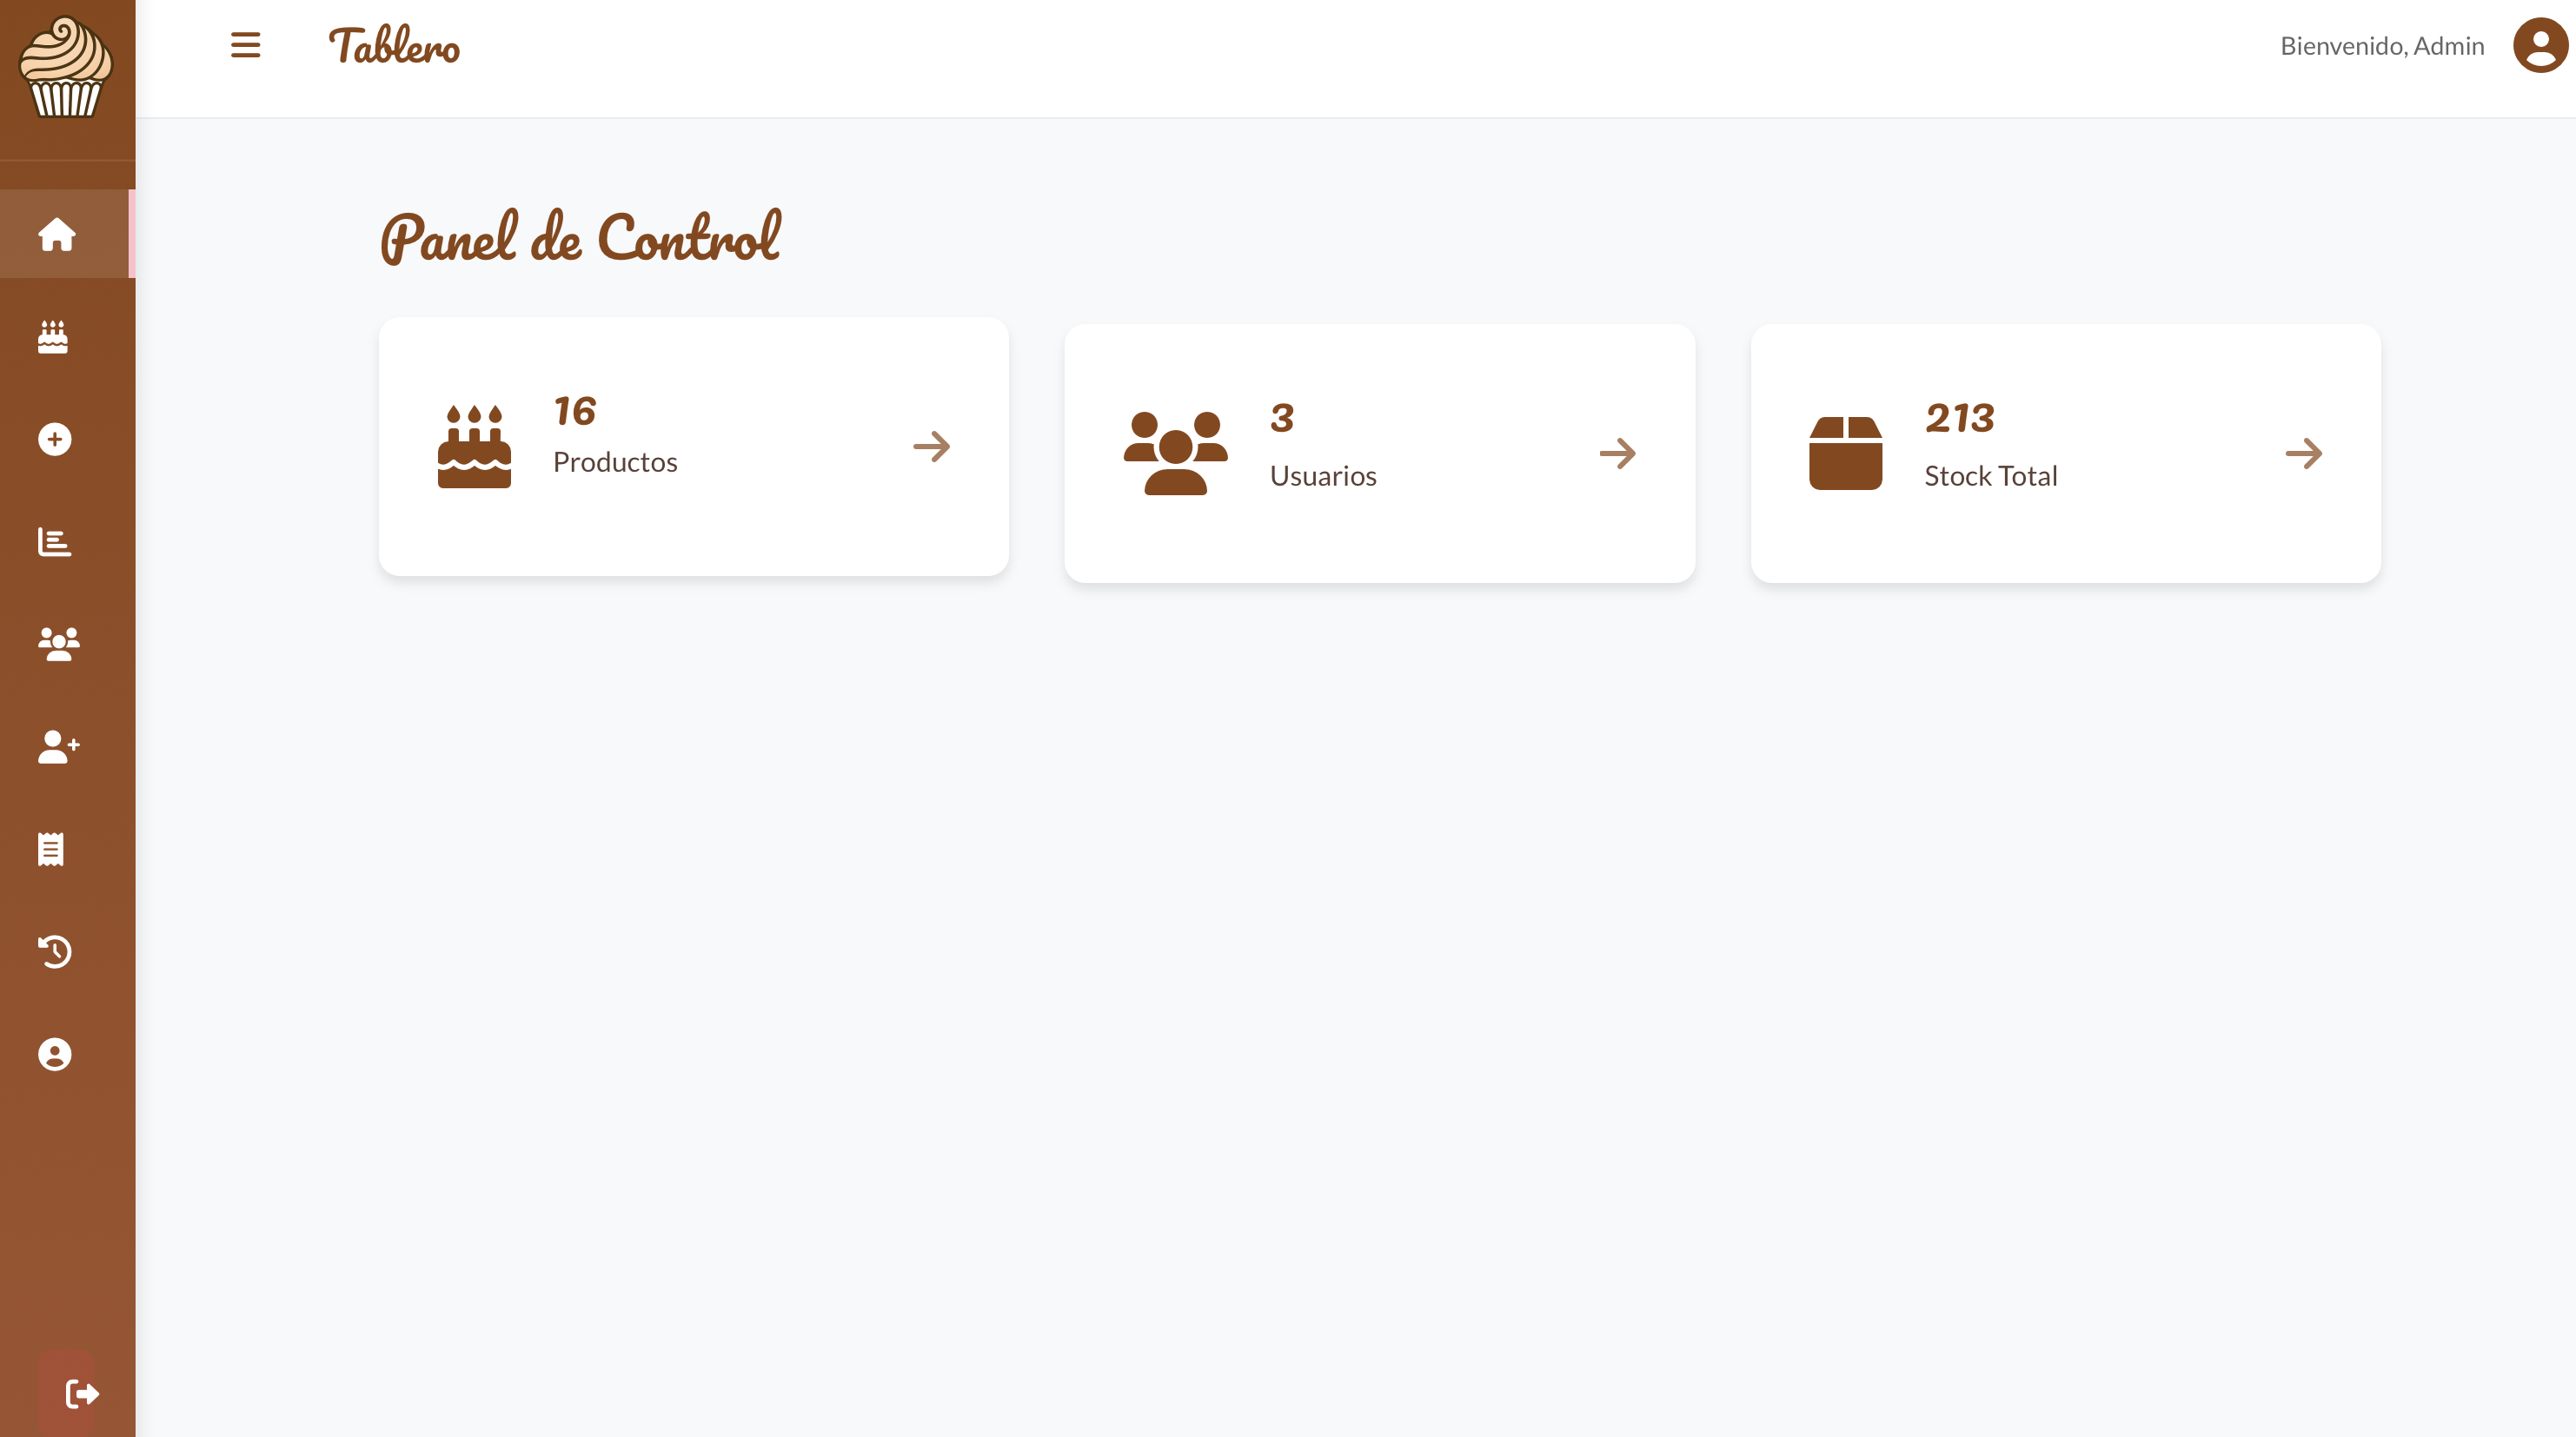 Tablero
Bienvenido, Admin
Panel de Control
16
Productos
3
Usuarios
213
Stock Total